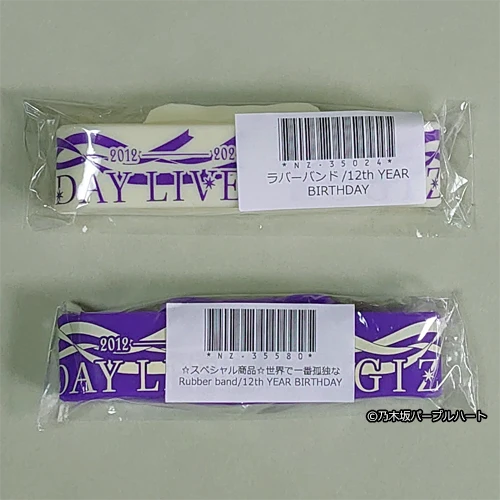 2012 202
DAY LIVE
GIZ
*NZ-35024*
ラバーバンド/12th YEAR
BIRTHDAY
2012
DAY LI
GIZ
*NZ-35580*
☆スペシャル商品☆世界で一番孤独な
Rubber band/12th YEAR BIRTHDAY
©乃木坂パープルハート